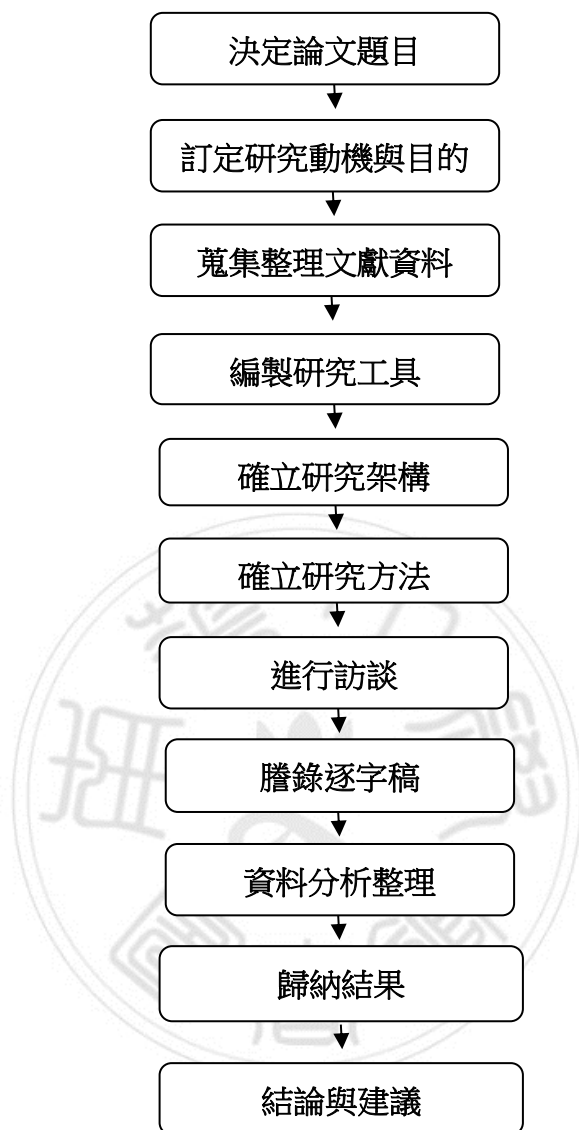 決定論文題目
訂定研究動機與目的
蒐集整理文獻資料
編製研究工具
確立研究架構
確立研究方法
進行訪談
謄錄逐字稿
資料分析整理
歸納結果
結論與建議